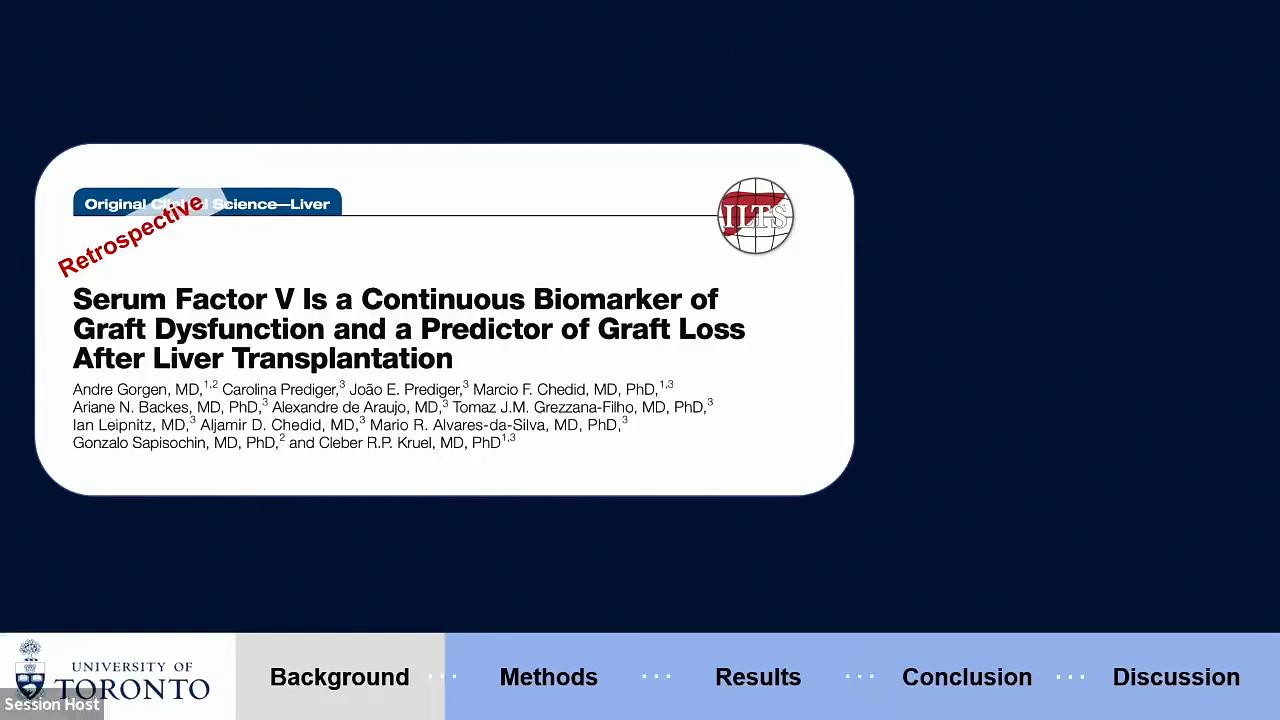 Original Clinical Science—Liver
ILTS
Retrospective
Serum Factor V Is a Continuous Biomarker of
Graft Dysfunction and a Predictor of Graft Loss
After Liver Transplantation
Andre Gorgen, MD,1,2 Carolina Prediger,3 João E. Prediger,3 Marcio F. Chedid, MD, PhD,1,3
Ariane N. Backes, MD, PhD,3 Alexandre de Araujo, MD,3 Tomaz J.M. Grezzana-Filho, MD, PhD,3
Ian Leipnitz, MD,3 Aljamir D. Chedid, MD,3 Mario R. Alvares-da-Silva, MD, PhD,3
Gonzalo Sapisochin, MD, PhD,2 and Cleber R.P. Kruel, MD, PhD1,3
UNIVERSITY OF
TORONTO
Background ... Methods ... Results ... Conclusion ... Discussion
Session Host